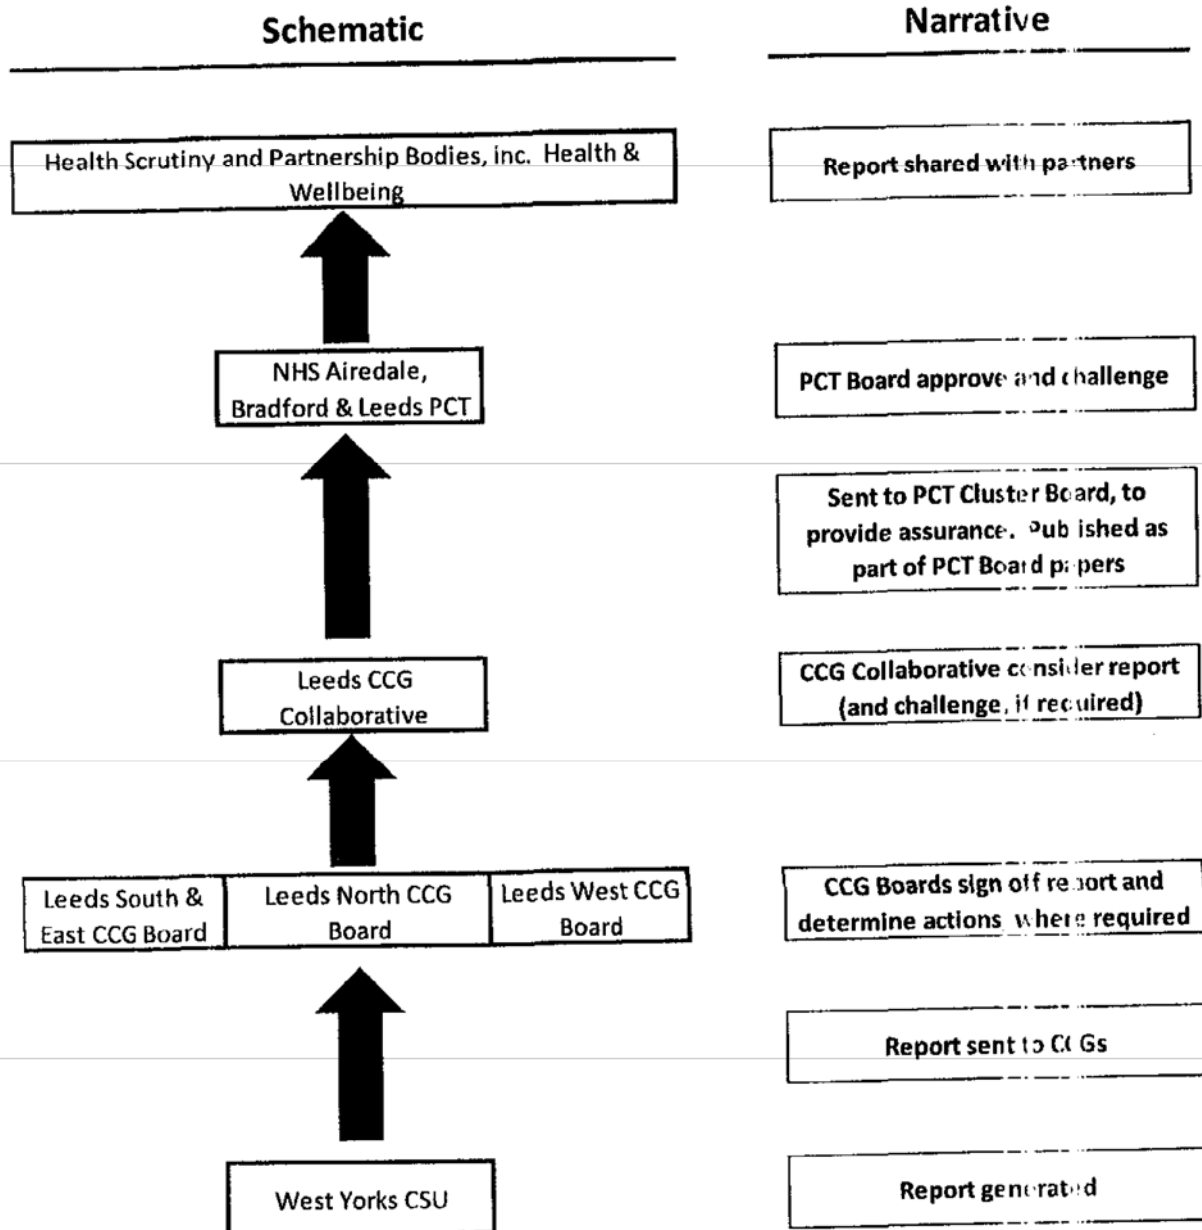 Schematic
Narrative
Health Scrutiny and Partnership Bodies, inc. Health &
Wellbeing
Report shared with partners
NHS Airedale,
Bradford & Leeds PCT
PCT Board approve and challenge
Sent to PCT Cluster Board, to
provide assurance. Published as
part of PCT Board papers
Leeds CCG
Collaborative
CCG Collaborative consider report
(and challenge, if required)
Leeds South &
East CCG Board
Leeds North CCG
Board
Leeds West CCG
Board
CCG Boards sign off report and
determine actions where required
Report sent to CCGs
West Yorks CSU
Report generated